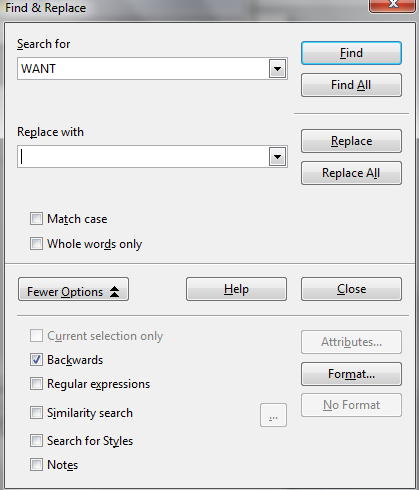 Find & Replace
Search for
WANT
Find
Find All
Replace with
Replace
Replace All
Match case
Whole words only
Fewer Options
Help
Close
Current selection only
Attributes...
Backwards
Format...
Regular expressions
No Format
Similarity search
...
Search for Styles
Notes